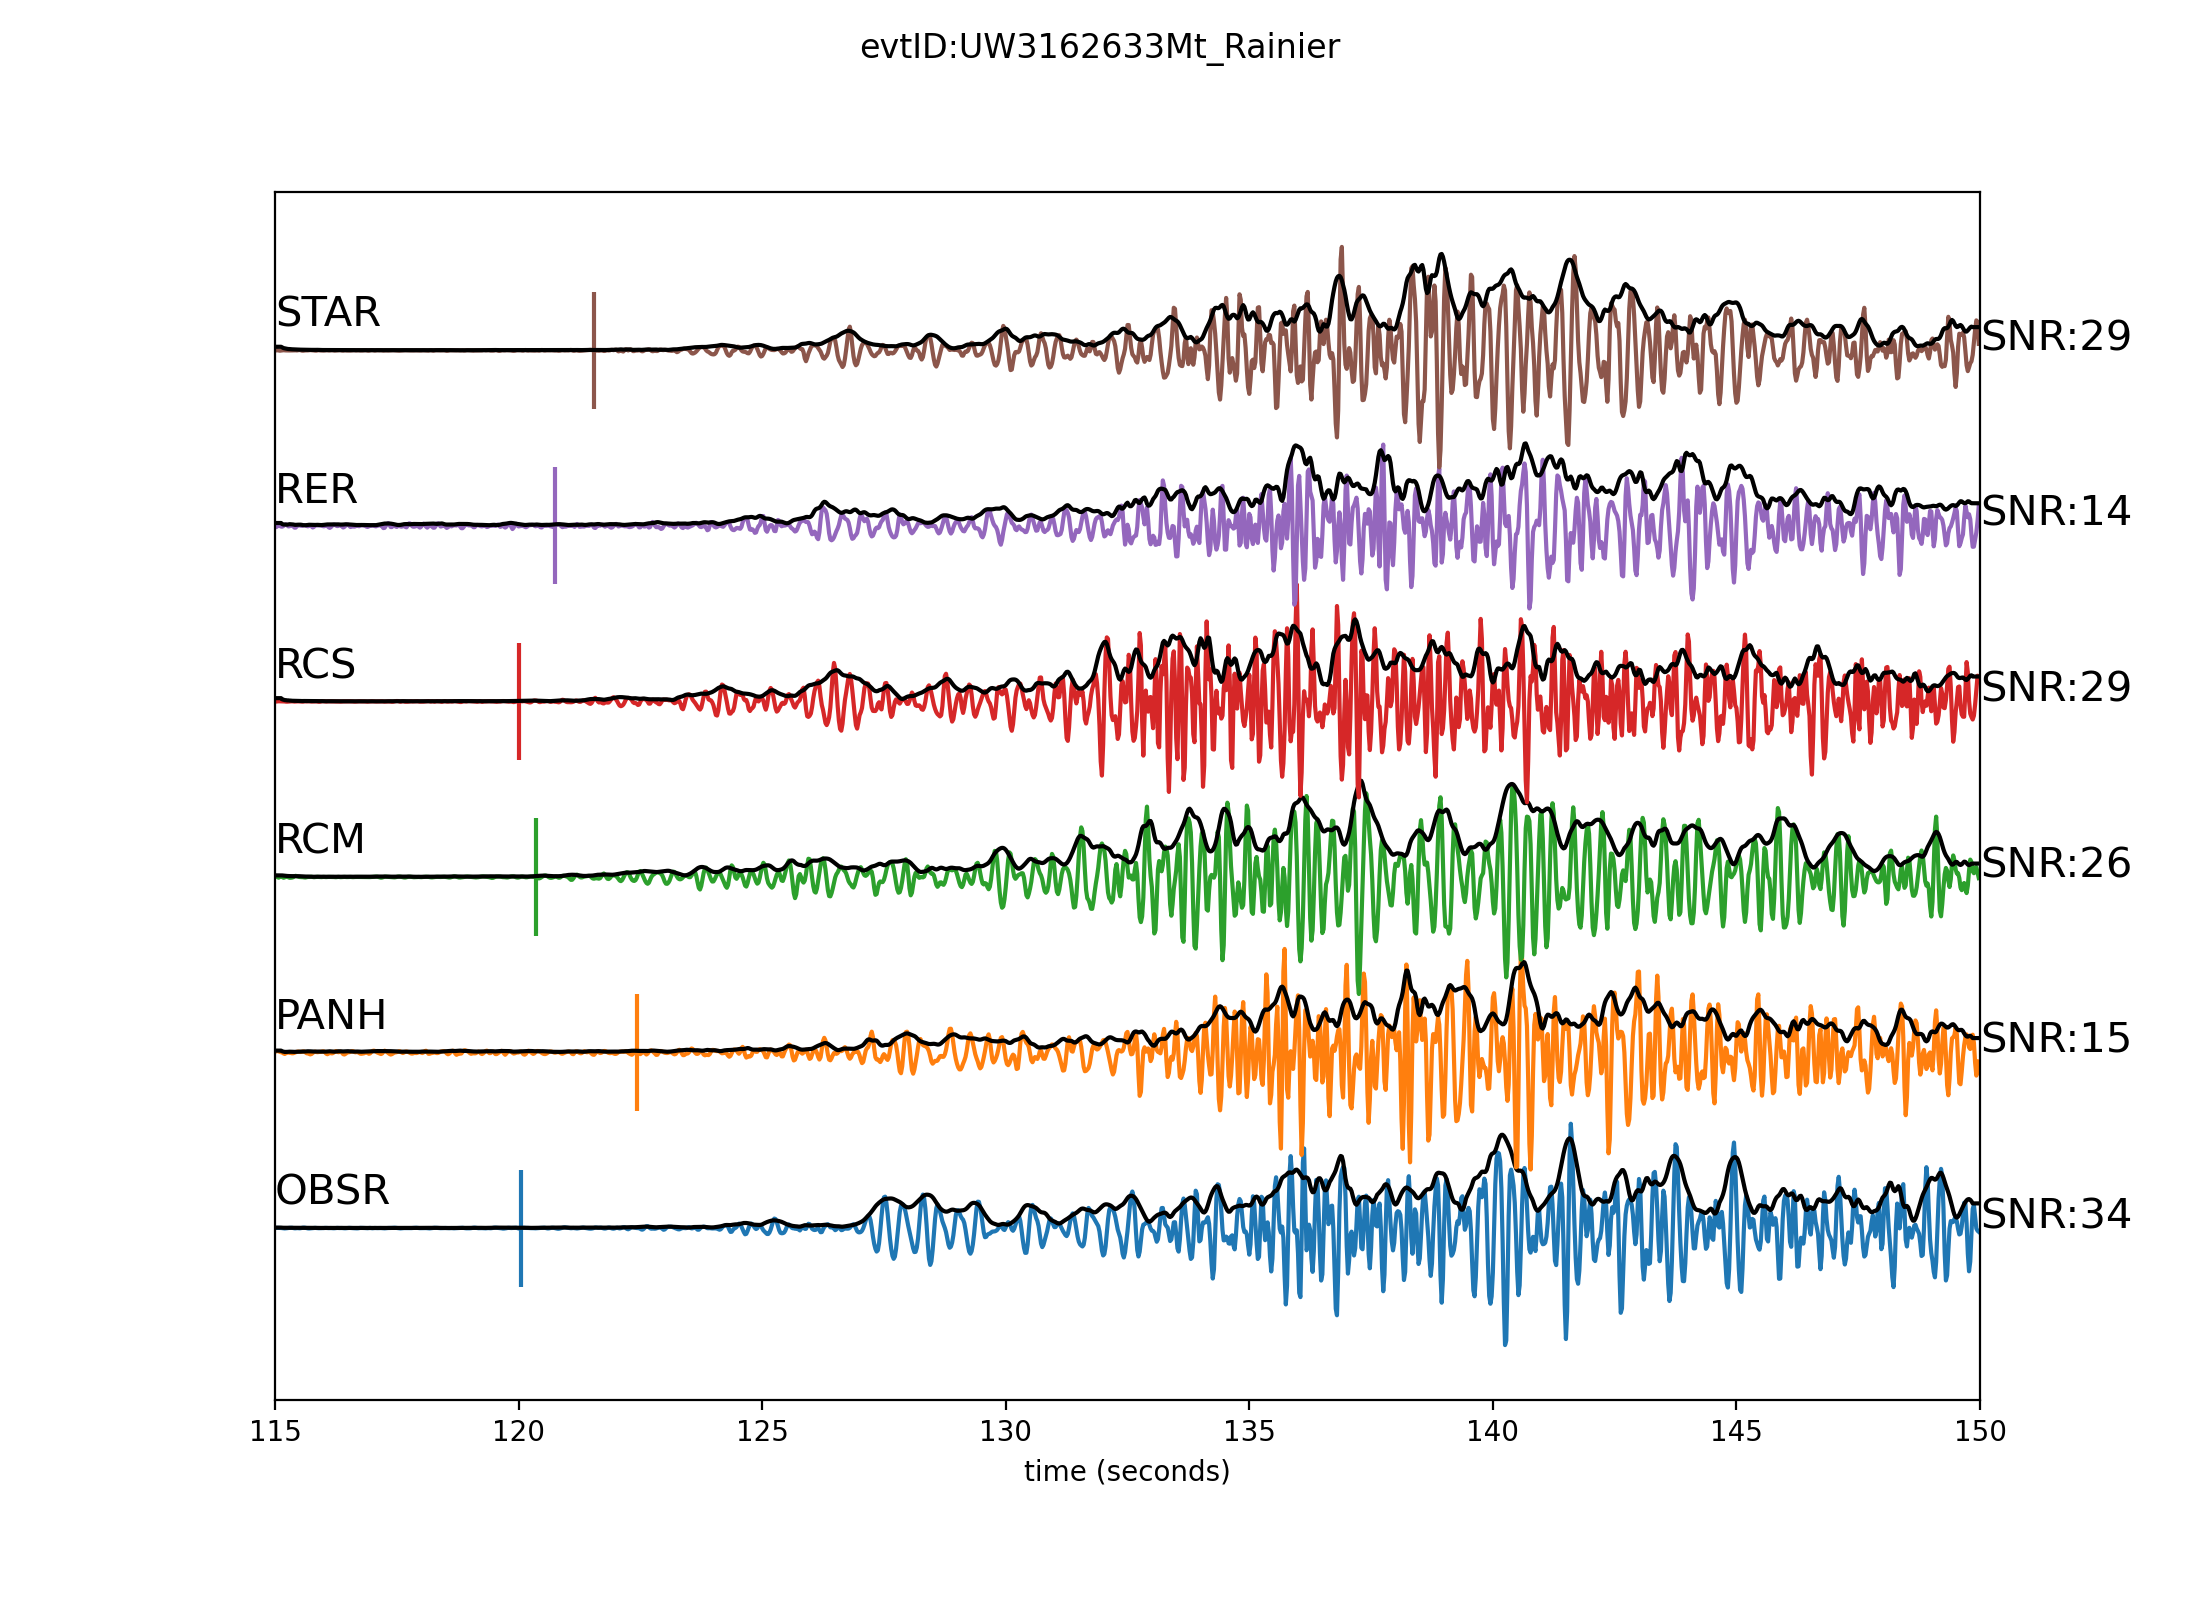 evtID:UW3162633Mt_Rainier
STAR SNR:29
RER SNR:14
RCS SNR:29
RCM SNR:26
PANH SNR:15
OBSR SNR:34
115 120 125 130 135 140 145 150
time (seconds)